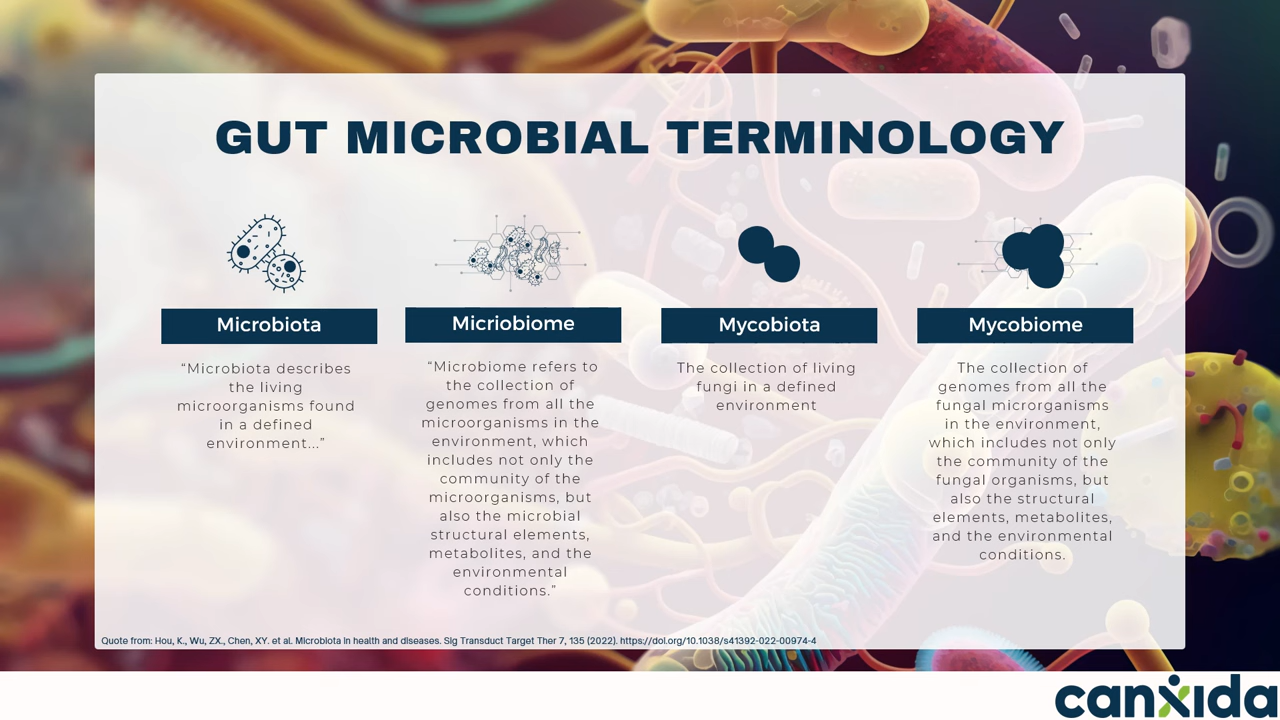 GUT MICROBIAL TERMINOLOGY
Microbiota
“Microbiota describes
the living
microorganisms found
in a defined
environment...”
Micriobiome
“Microbiome refers to
the collection of
genomes from all the
microorganisms in the
environment, which
includes not only the
community of the
microorganisms, but
also the microbial
structural elements,
metabolites, and the
environmental
conditions.”
Mycobiota
The collection of living
fungi in a defined
environment
Mycobiome
The collection of
genomes from all the
fungal microrganisms
in the environment,
which includes not only
the community of the
fungal organisms, but
also the structural
elements, metabolites,
and the environmental
conditions.
Quote from: Hou, K., Wu, ZX., Chen, XY. et al. Microbiota in health and diseases. Sig Transduct Target Ther 7, 135 (2022). https://doi.org/10.1038/s41392-022-00974-4
canxida